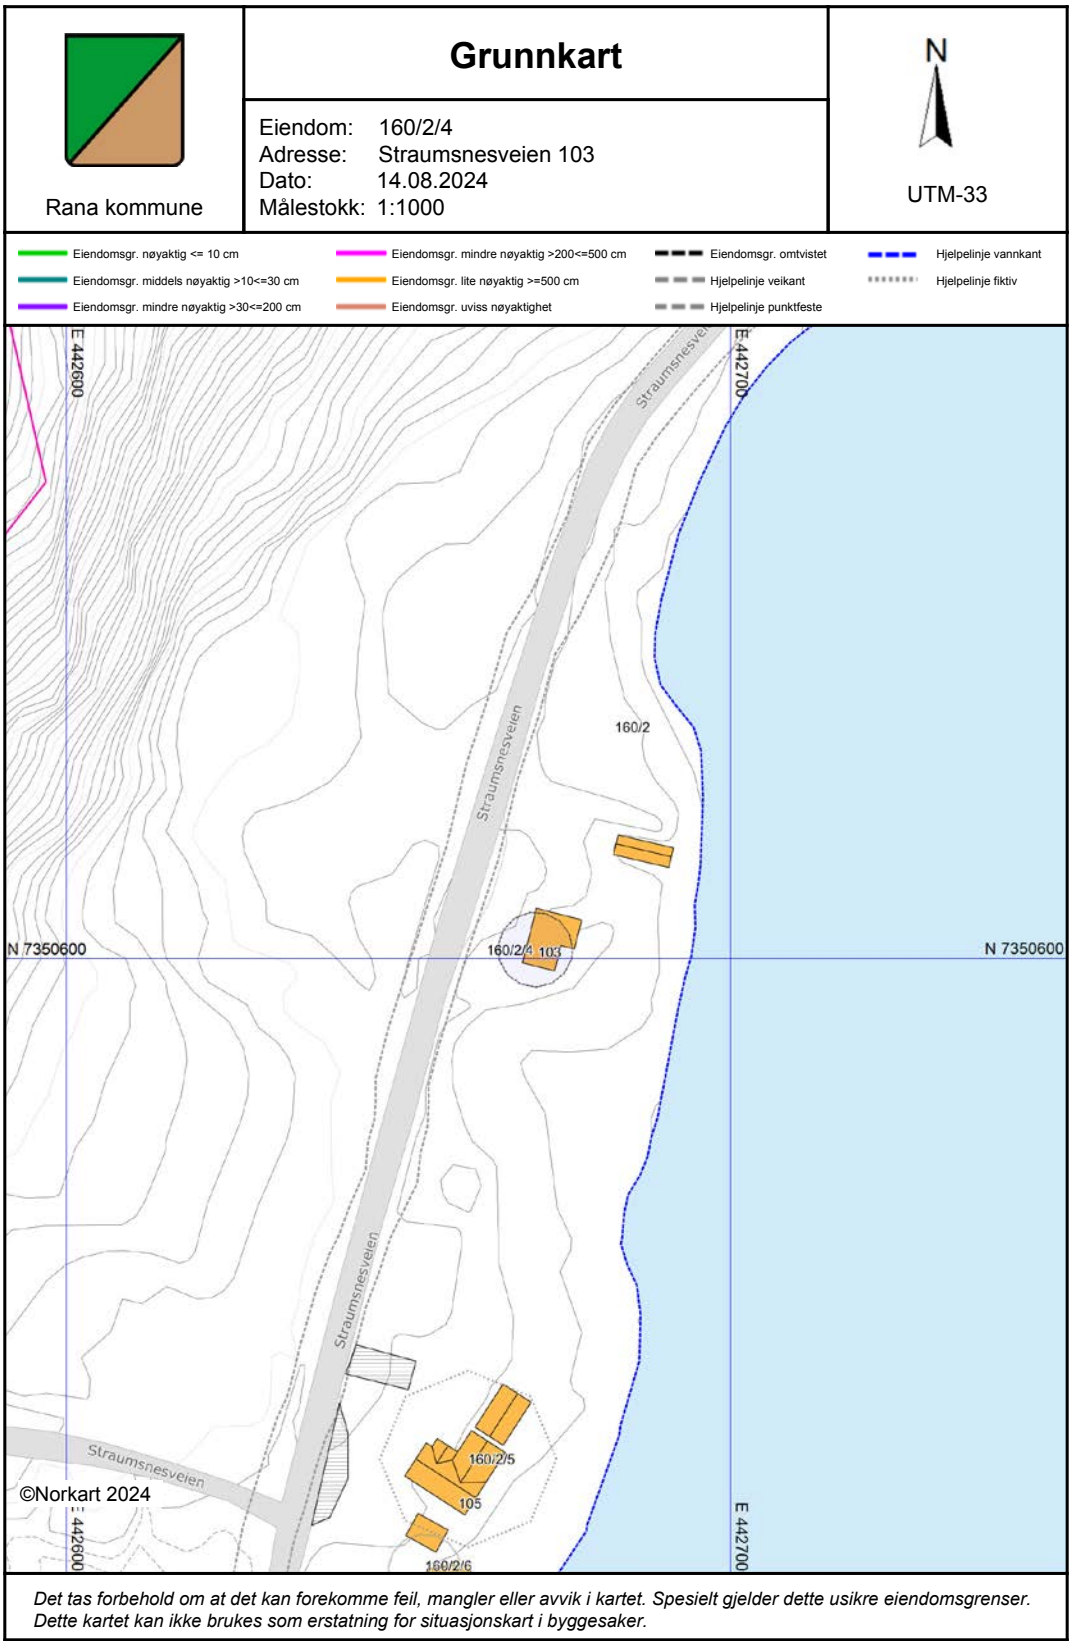 Grunnkart
Rana kommune
Eiendom: 160/2/4
Adresse: Straumsnesveien 103
Dato: 14.08.2024
Målestokk: 1:1000
N
UTM-33
Eiendomsgr. nøyaktig <= 10 cm
Eiendomsgr. middels nøyaktig >10<=30 cm
Eiendomsgr. mindre nøyaktig >30<=200 cm
Eiendomsgr. mindre nøyaktig >200<=500 cm
Eiendomsgr. lite nøyaktig >=500 cm
Eiendomsgr. uviss nøyaktighet
Eiendomsgr. omtvistet
Hjelpelinje veikant
Hjelpelinje punktfeste
Hjelpelinje vannkant
Hjelpelinje fiktiv
E 442600
E 442700
Straumsnesveien
160/2
Straumsnesveien
N 7350600
160/2/4 103
N 7350600
Straumsnesveien
Straumsnesveien
160/2/5
105
©Norkart 2024
E 442600
E 442700
160/2/6
Det tas forbehold om at det kan forekomme feil, mangler eller avvik i kartet. Spesielt gjelder dette usikre eiendomsgrenser.
Dette kartet kan ikke brukes som erstatning for situasjonskart i byggesaker.